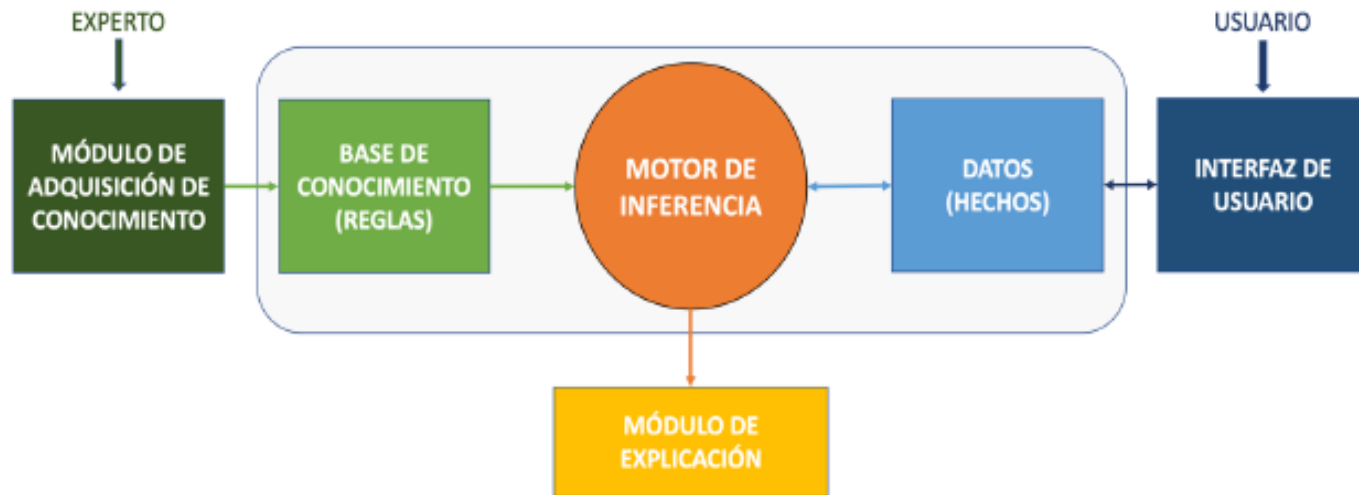 EXPERTO
USUARIO
MÓDULO DE
ADQUISICIÓN DE
CONOCIMIENTO
BASE DE
CONOCIMIENTO
(REGLAS)
MOTOR DE
INFERENCIA
DATOS
(HECHOS)
INTERFAZ DE
USUARIO
MÓDULO DE
EXPLICACIÓN